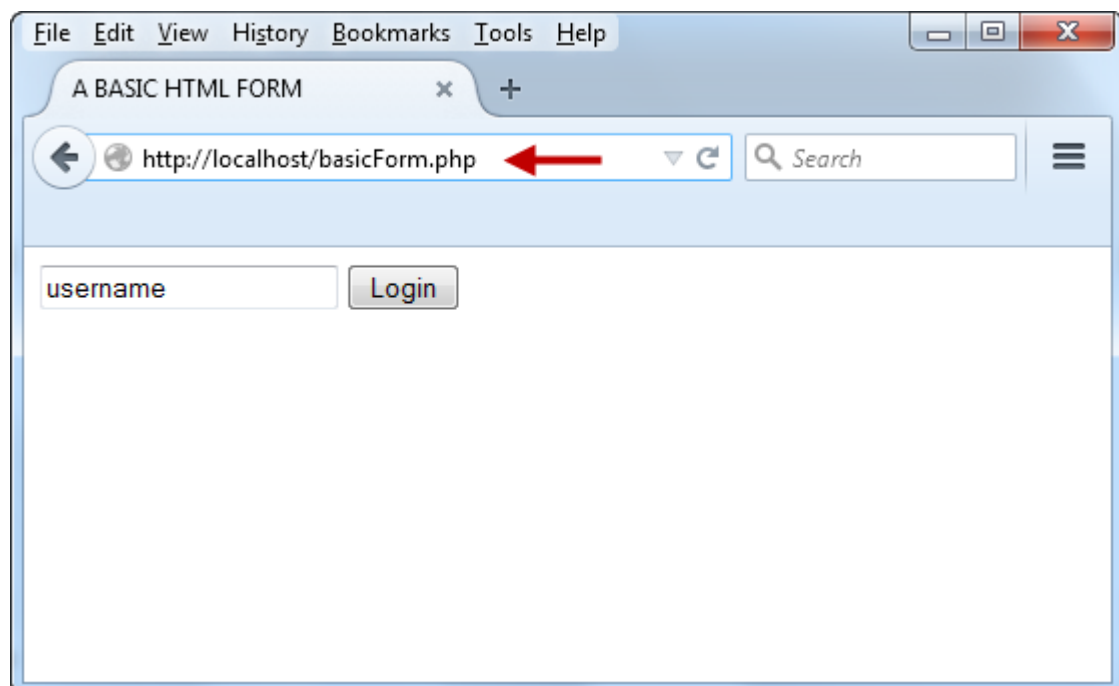 File Edit View History Bookmarks Tools Help
A BASIC HTML FORM
http://localhost/basicForm.php Search
username Login